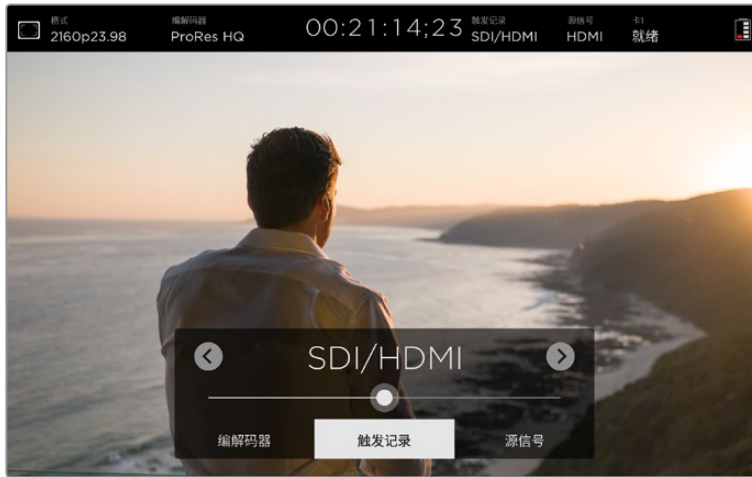 格式
2160p23.98
编解码器
ProRes HQ
00:21:14;23
触发记录
SDI/HDMI
源信号
HDMI
卡1
就绪
SDI/HDMI
编解码器
触发记录
源信号